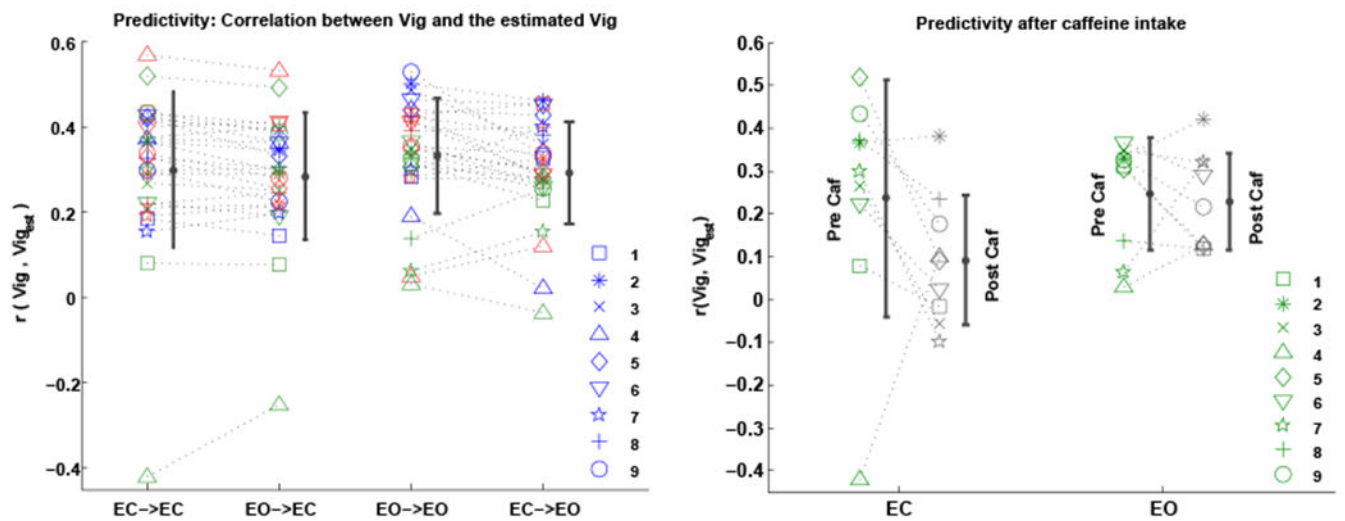 Predictivity: Correlation between Vig and the estimated Vig
r ( Vig , Vig_est )
0.6
0.4
0.2
0
−0.2
−0.4
EC->EC
EO->EC
EO->EO
EC->EO
1
2
3
4
5
6
7
8
9
Predictivity after caffeine intake
r(Vig, Vig_est)
0.6
0.5
0.4
0.3
0.2
0.1
0
−0.1
−0.2
−0.3
−0.4
Pre Caf
Post Caf
Pre Caf
Post Caf
EC
EO
1
2
3
4
5
6
7
8
9